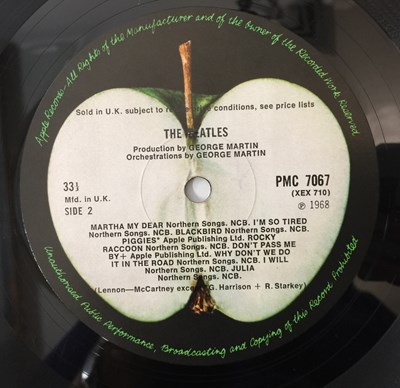 Apple Records—All Rights of the Manufacturer and of the Owner of the Recorded Work Reserved
Sold in U.K. subject to resale price conditions, see price lists
THE BEATLES
Production by GEORGE MARTIN
Orchestrations by GEORGE MARTIN
33⅓
PMC 7067
Mfd. in U.K.
(XEX 710)
SIDE 2
℗ 1968
MARTHA MY DEAR Northern Songs. NCB. I'M SO TIRED
Northern Songs. NCB. BLACKBIRD Northern Songs. NCB.
PIGGIES* Apple Publishing Ltd. ROCKY
RACCOON Northern Songs. NCB. DON'T PASS ME
BY+ Apple Publishing Ltd. WHY DON'T WE DO
IT IN THE ROAD Northern Songs. NCB. I WILL
Northern Songs. NCB. JULIA
Northern Songs. NCB.
(Lennon—McCartney except *G. Harrison + R. Starkey)
Unauthorised Public Performance, Broadcasting and Copying of this Record Prohibited